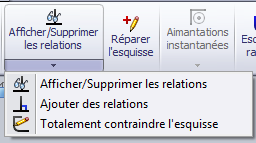 Afficher/Supprimer
les relations
Réparer
l'esquisse
Aimantations
instantanées
Afficher/Supprimer les relations
Ajouter des relations
Totalement contraindre l'esquisse